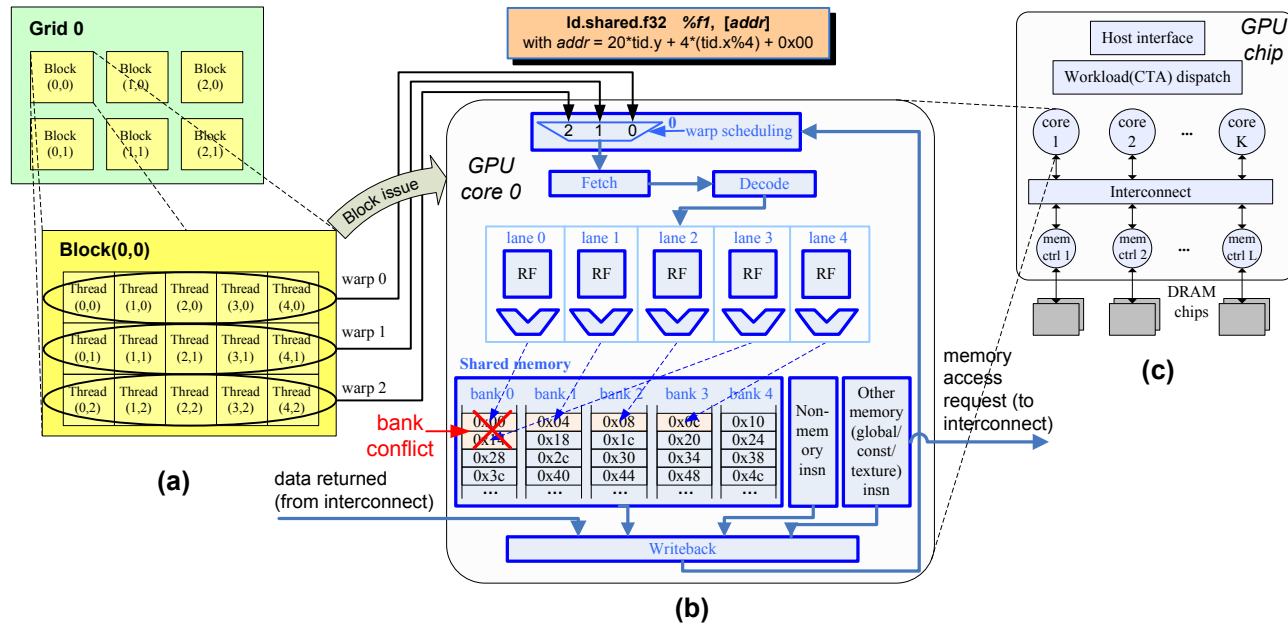 Grid 0
Block
(0,0)
Block
(1,0)
Block
(2,0)
Block
(0,1)
Block
(1,1)
Block
(2,1)
Block(0,0)
Thread
(0,0)
Thread
(1,0)
Thread
(2,0)
Thread
(3,0)
Thread
(4,0)
Thread
(0,1)
Thread
(1,1)
Thread
(2,1)
Thread
(3,1)
Thread
(4,1)
Thread
(0,2)
Thread
(1,2)
Thread
(2,2)
Thread
(3,2)
Thread
(4,2)
warp 0
warp 1
warp 2
(a)
Block issue
ld.shared.f32 %f1, [addr]
with addr = 20*tid.y + 4*(tid.x%4) + 0x00
GPU
core 0
2 1 0
0
warp scheduling
Fetch
Decode
lane 0
lane 1
lane 2
lane 3
lane 4
RF
RF
RF
RF
RF
Shared memory
bank 0
bank 1
bank 2
bank 3
bank 4
0x00
0x04
0x08
0x0c
0x10
0x14
0x18
0x1c
0x20
0x24
0x28
0x2c
0x30
0x34
0x38
0x3c
0x40
0x44
0x48
0x4c
...
...
...
...
...
bank
conflict
Non-
mem-
ory
insn
Other
memory
(global/
const/
texture)
insn
data returned
(from interconnect)
memory
access
request (to
interconnect)
Writeback
(b)
GPU
chip
Host interface
Workload(CTA) dispatch
core
1
core
2
...
core
K
Interconnect
mem
ctrl 1
mem
ctrl 2
...
mem
ctrl L
DRAM
chips
(c)